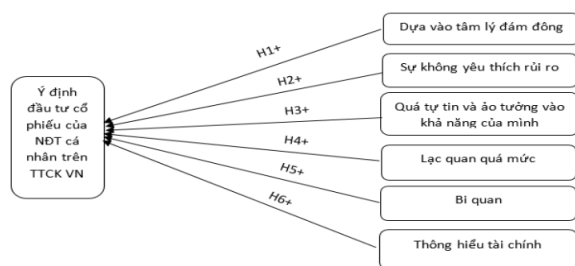 Ý định
đầu tư cổ
phiếu của
NĐT cá
nhân trên
TTCK VN
H1+
H2+
H3+
H4+
H5+
H6+
Dựa vào tâm lý đám đông
Sự không yêu thích rủi ro
Quá tự tin và ảo tưởng vào
khả năng của mình
Lạc quan quá mức
Bi quan
Thông hiểu tài chính